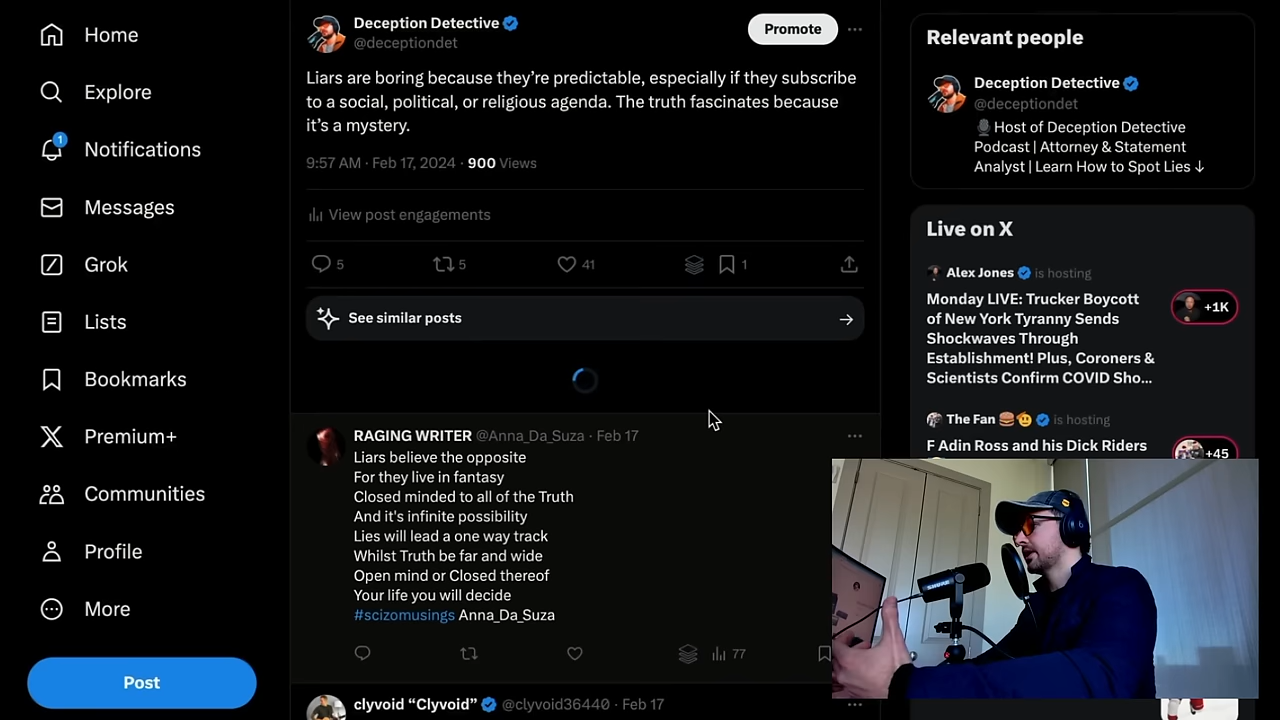 Home
Explore
1
Notifications
Messages
Grok
Lists
Bookmarks
Premium+
Communities
Profile
More
Post
Deception Detective
@deceptiondet
Promote
Liars are boring because they’re predictable, especially if they subscribe
to a social, political, or religious agenda. The truth fascinates because
it’s a mystery.
9:57 AM · Feb 17, 2024 · 900 Views
View post engagements
5 5 41 1
See similar posts
RAGING WRITER @Anna_Da_Suza · Feb 17
Liars believe the opposite
For they live in fantasy
Closed minded to all of the Truth
And it's infinite possibility
Lies will lead a one way track
Whilst Truth be far and wide
Open mind or Closed thereof
Your life you will decide
#scizomusings Anna_Da_Suza
77
clyvoid “Clyvoid” @clyvoid36440 · Feb 17
Relevant people
Deception Detective
@deceptiondet
Host of Deception Detective
Podcast | Attorney & Statement
Analyst | Learn How to Spot Lies ↓
Live on X
Alex Jones is hosting
Monday LIVE: Trucker Boycott
of New York Tyranny Sends
Shockwaves Through
Establishment! Plus, Coroners &
Scientists Confirm COVID Sho...
+1K
The Fan is hosting
F Adin Ross and his Dick Riders
+45
SHURE